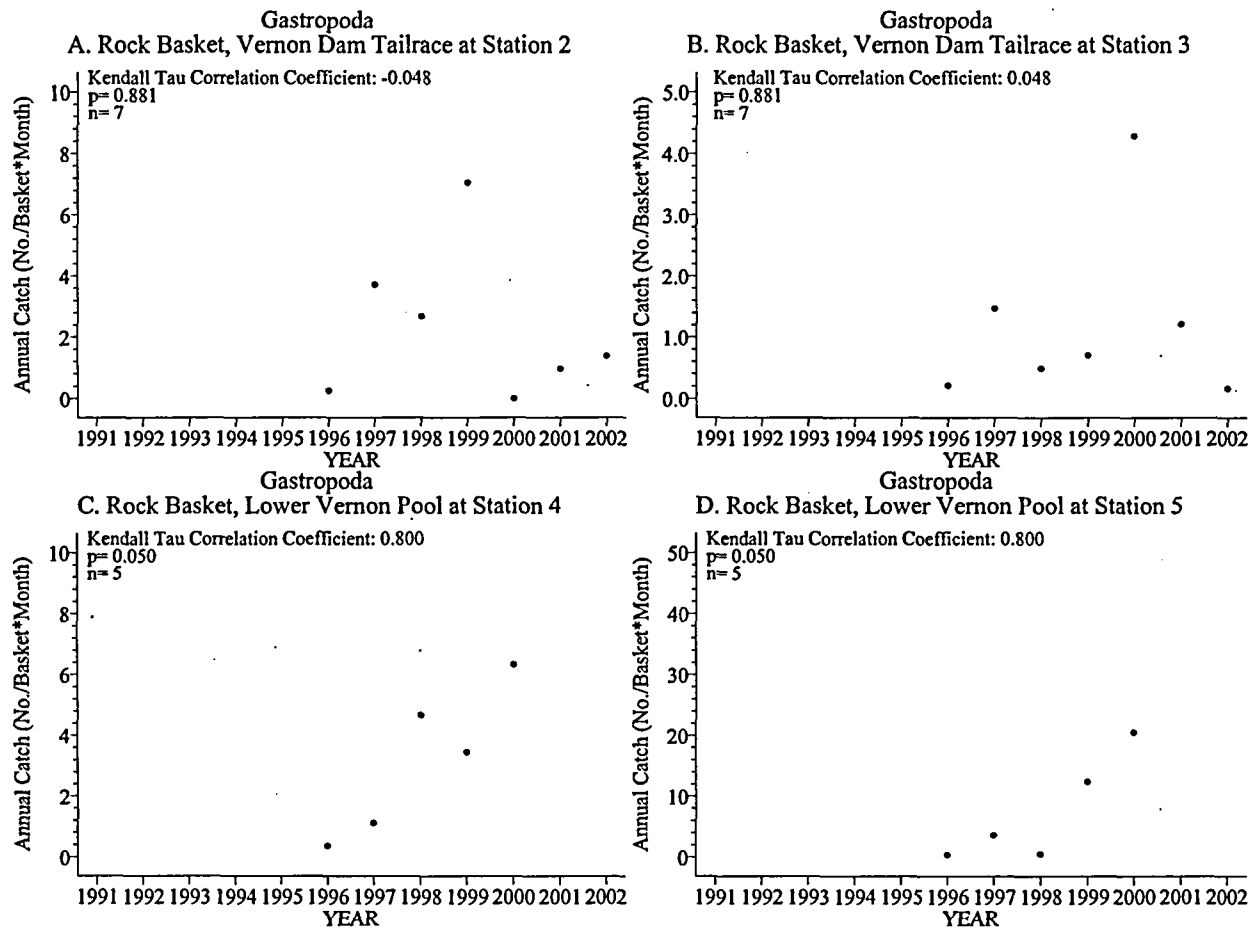 Gastropoda
A. Rock Basket, Vernon Dam Tailrace at Station 2
Kendall Tau Correlation Coefficient: -0.048
p= 0.881
n= 7
Annual Catch (No./Basket*Month)
10
8
6
4
2
0
1991 1992 1993 1994 1995 1996 1997 1998 1999 2000 2001 2002
YEAR
Gastropoda
B. Rock Basket, Vernon Dam Tailrace at Station 3
Kendall Tau Correlation Coefficient: 0.048
p= 0.881
n= 7
Annual Catch (No./Basket*Month)
5.0
4.0
3.0
2.0
1.0
0.0
1991 1992 1993 1994 1995 1996 1997 1998 1999 2000 2001 2002
YEAR
Gastropoda
C. Rock Basket, Lower Vernon Pool at Station 4
Kendall Tau Correlation Coefficient: 0.800
p= 0.050
n= 5
Annual Catch (No./Basket*Month)
10
8
6
4
2
0
1991 1992 1993 1994 1995 1996 1997 1998 1999 2000 2001 2002
YEAR
Gastropoda
D. Rock Basket, Lower Vernon Pool at Station 5
Kendall Tau Correlation Coefficient: 0.800
p= 0.050
n= 5
Annual Catch (No./Basket*Month)
50
40
30
20
10
0
1991 1992 1993 1994 1995 1996 1997 1998 1999 2000 2001 2002
YEAR